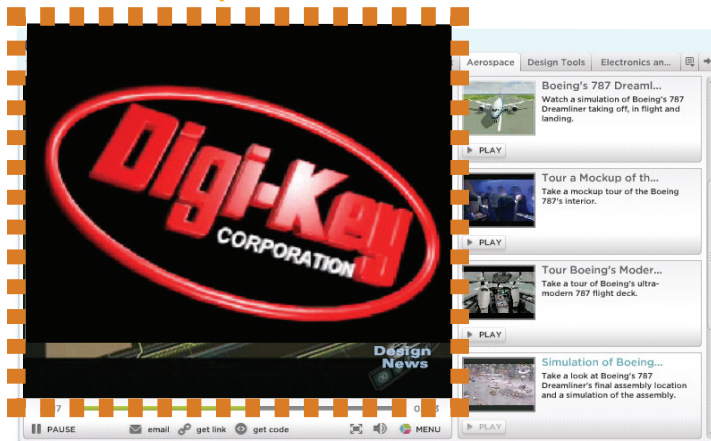 Digi-Key
CORPORATION
Design
News
PAUSE
email
get link
get code
MENU
Aerospace
Design Tools
Electronics an...
Boeing's 787 Dreaml...
Watch a simulation of Boeing's 787
Dreamliner taking off, in flight and
landing.
PLAY
Tour a Mockup of th...
Take a mockup tour of the Boeing
787's interior.
PLAY
Tour Boeing's Moder...
Take a tour of Boeing's ultra-
modern 787 flight deck.
PLAY
Simulation of Boeing...
Take a look at Boeing's 787
Dreamliner's final assembly location
and a simulation of the assembly.
PLAY